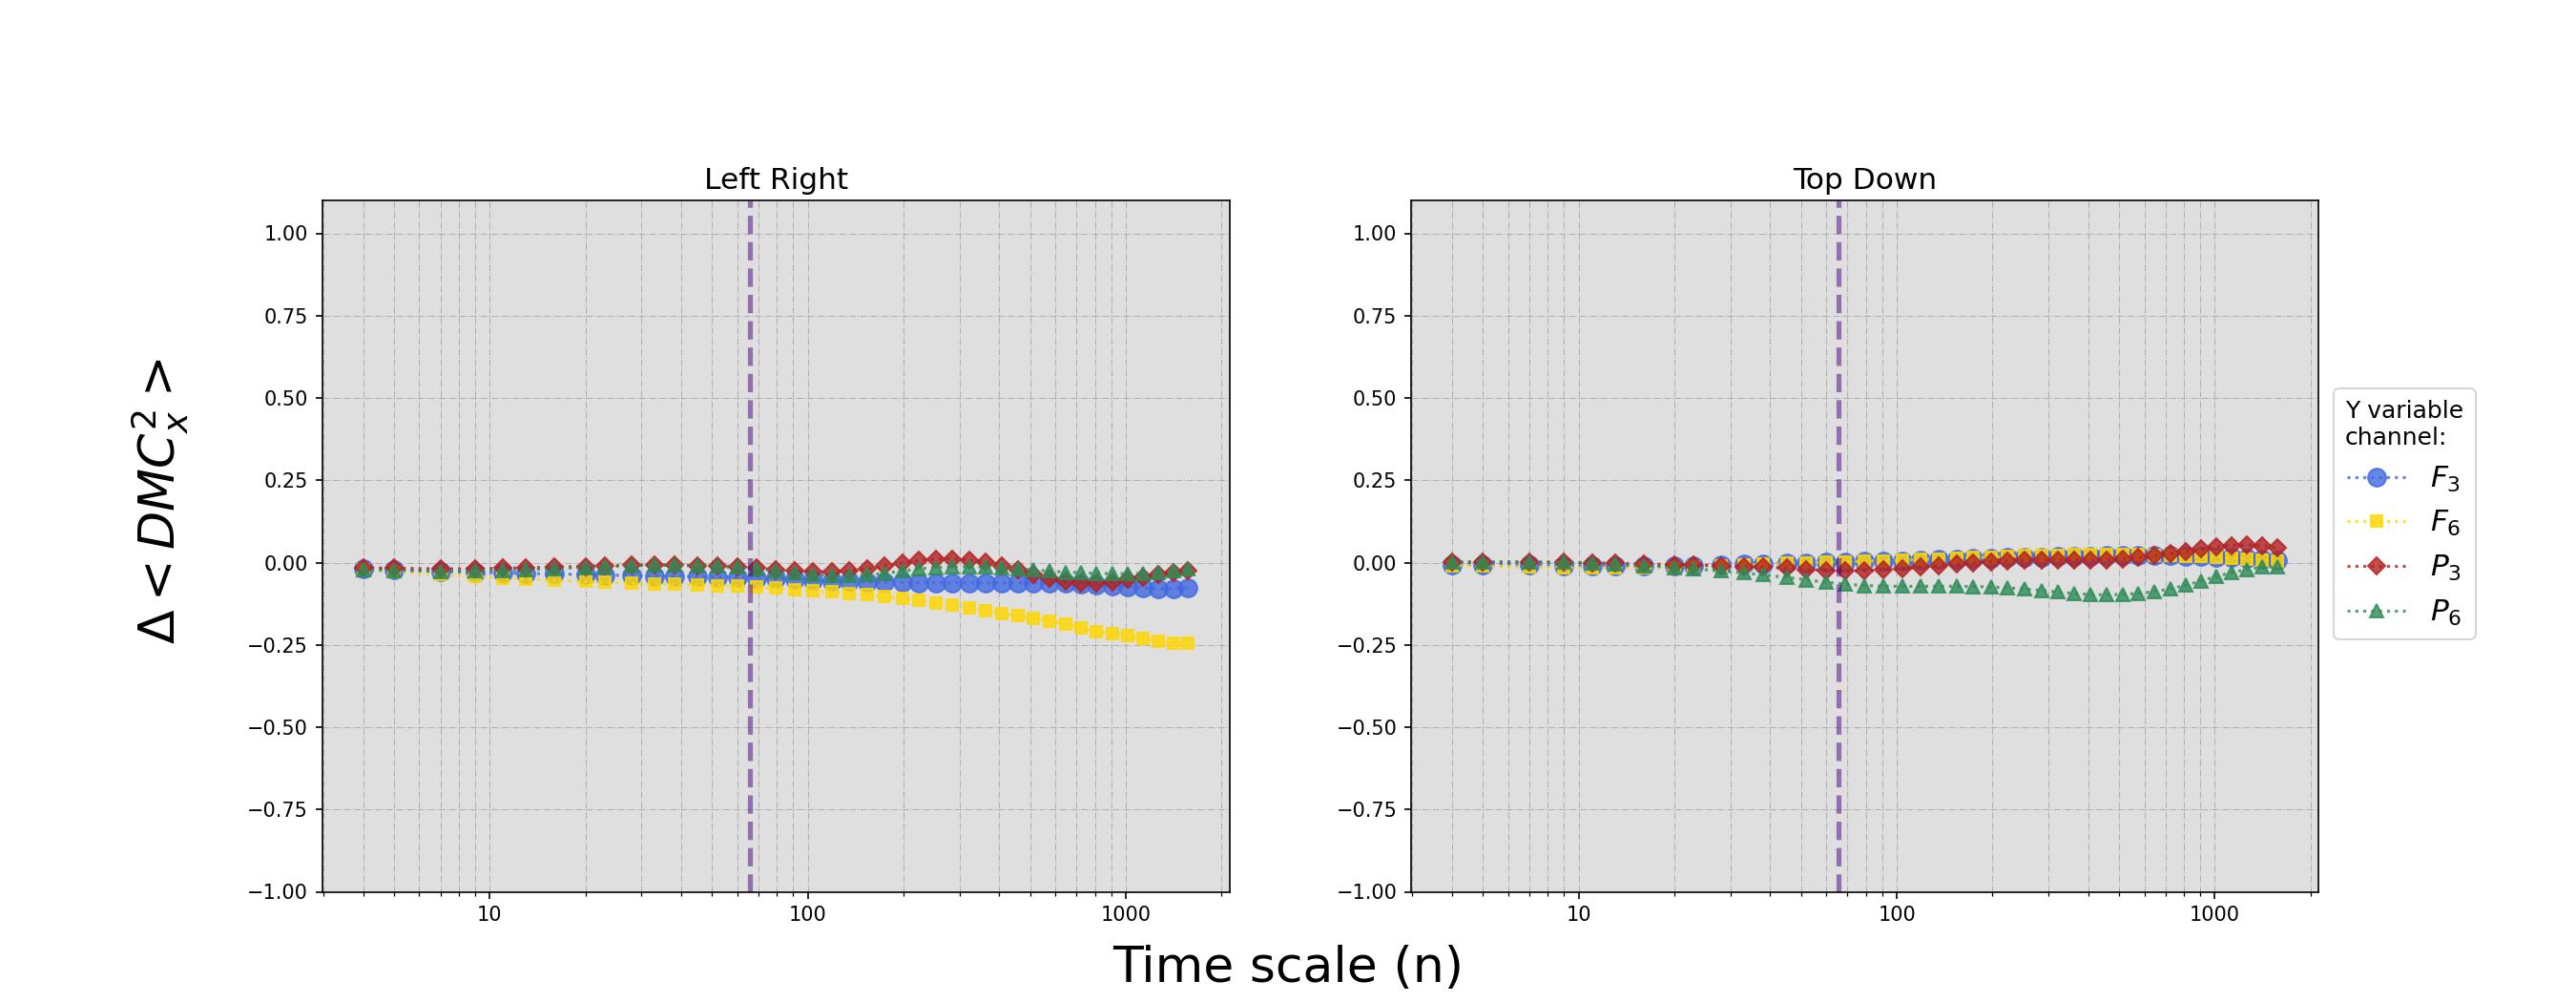 Left Right
Top Down
Δ < DMC²ₓ >
1.00
0.75
0.50
0.25
0.00
−0.25
−0.50
−0.75
−1.00
10 100 1000
1.00
0.75
0.50
0.25
0.00
−0.25
−0.50
−0.75
−1.00
10 100 1000
Y variable
channel:
F₃
F₆
P₃
P₆
Time scale (n)